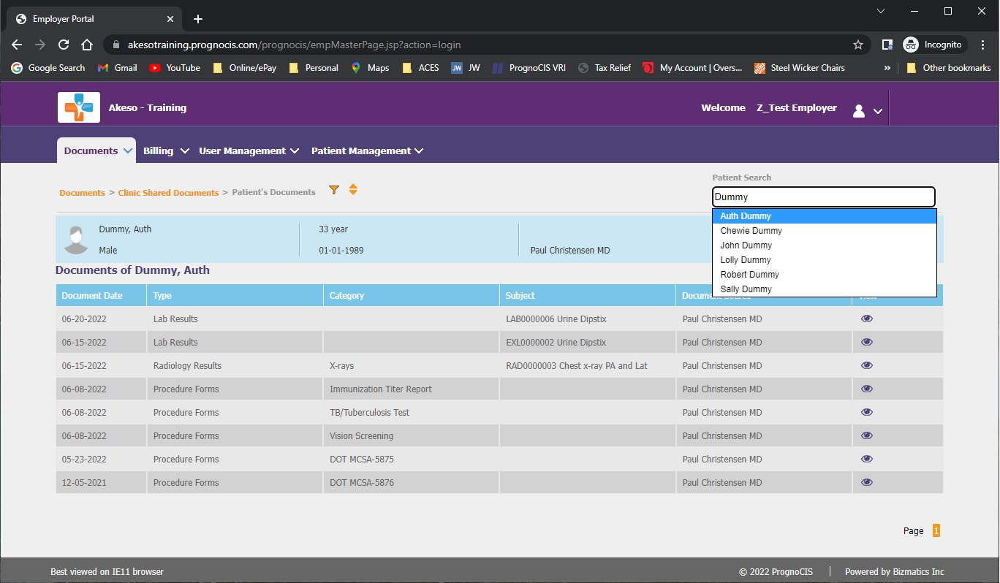 Employer Portal
akesotraining.prognocis.com/prognocis/empMasterPage.jsp?action=login
Incognito
Google Search Gmail YouTube Online/ePay Personal Maps ACES JW JW PrognoCIS VRI Tax Relief My Account | Overs... Steel Wicker Chairs » Other bookmarks
Akeso - Training
Welcome Z_Test Employer
Documents Billing User Management Patient Management
Patient Search
Documents > Clinic Shared Documents > Patient's Documents
Dummy
Auth Dummy
Chewie Dummy
John Dummy
Lolly Dummy
Robert Dummy
Sally Dummy
Dummy, Auth 33 year
Male 01-01-1989 Paul Christensen MD
Documents of Dummy, Auth
Document Date Type Category Subject Document Source View
06-20-2022 Lab Results LAB0000006 Urine Dipstix Paul Christensen MD
06-15-2022 Lab Results EXL0000002 Urine Dipstix Paul Christensen MD
06-15-2022 Radiology Results X-rays RAD0000003 Chest x-ray PA and Lat Paul Christensen MD
06-08-2022 Procedure Forms Immunization Titer Report Paul Christensen MD
06-08-2022 Procedure Forms TB/Tuberculosis Test Paul Christensen MD
06-08-2022 Procedure Forms Vision Screening Paul Christensen MD
05-23-2022 Procedure Forms DOT MCSA-5875 Paul Christensen MD
12-05-2021 Procedure Forms DOT MCSA-5876 Paul Christensen MD
Page 1
Best viewed on IE11 browser
© 2022 PrognoCIS | Powered by Bizmatics Inc